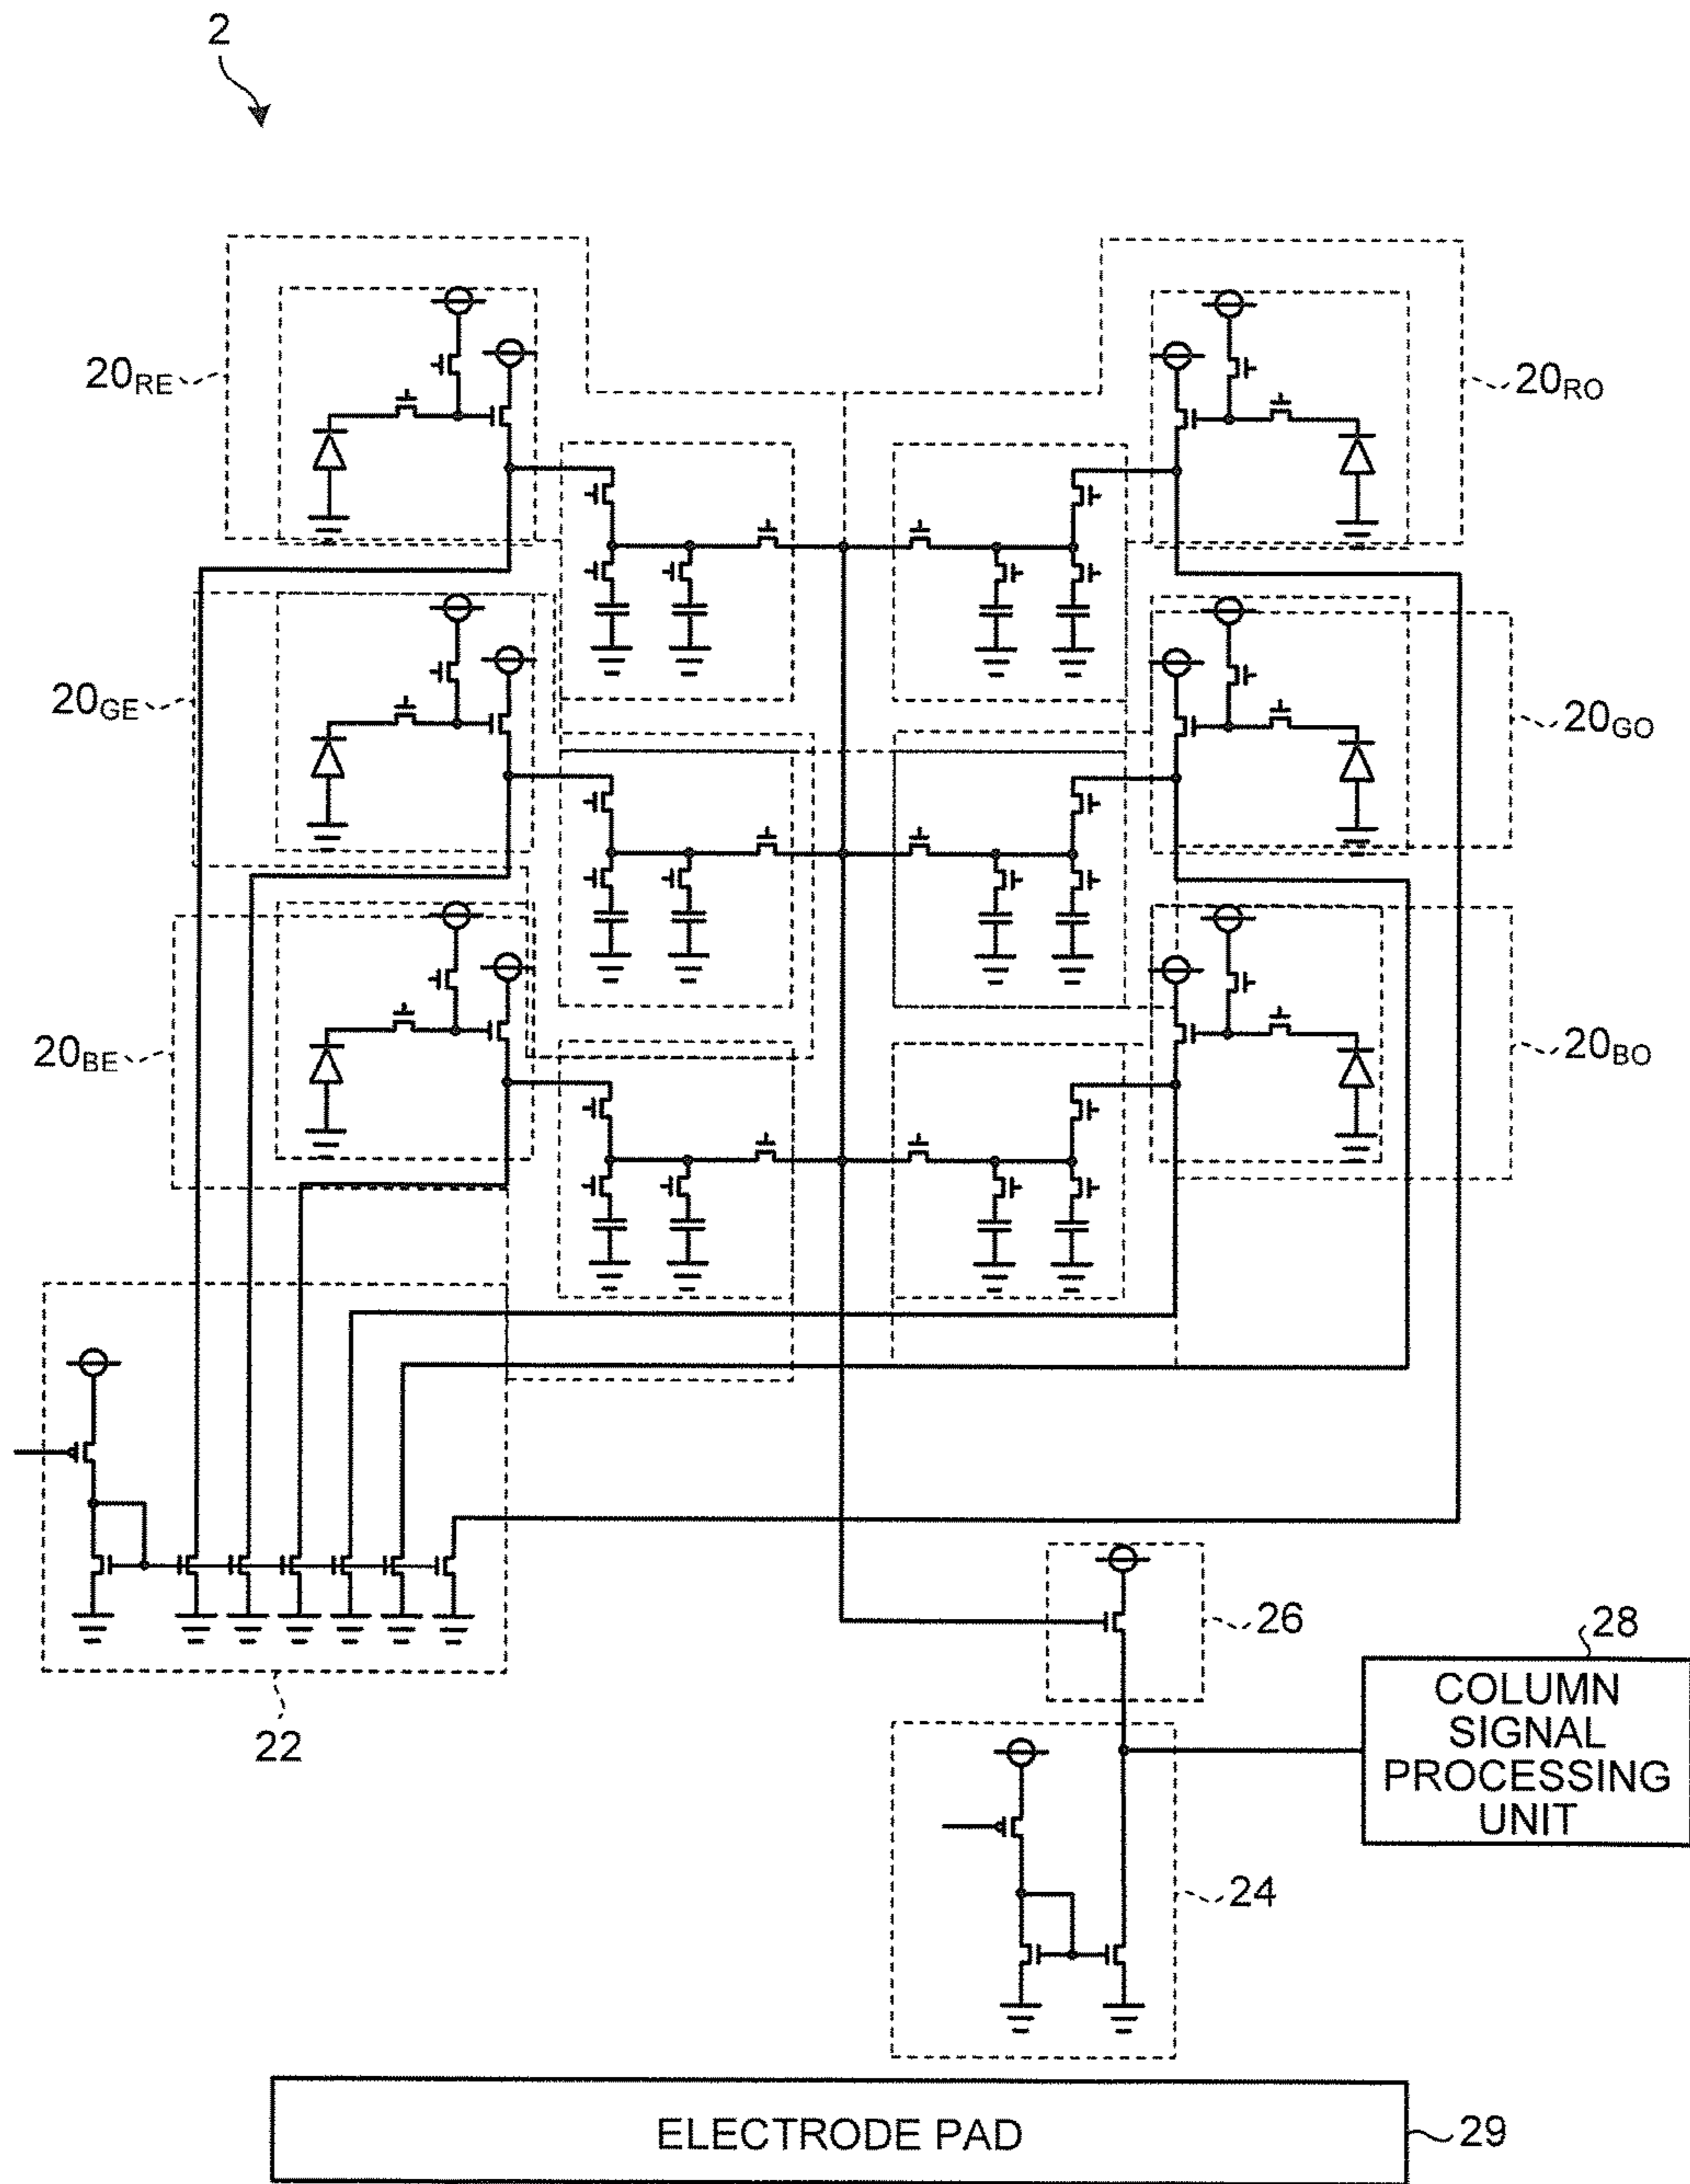 2
20RE
20RO
20GE
20GO
20BE
20BO
22
26
28
COLUMN
SIGNAL
PROCESSING
UNIT
24
ELECTRODE PAD
29